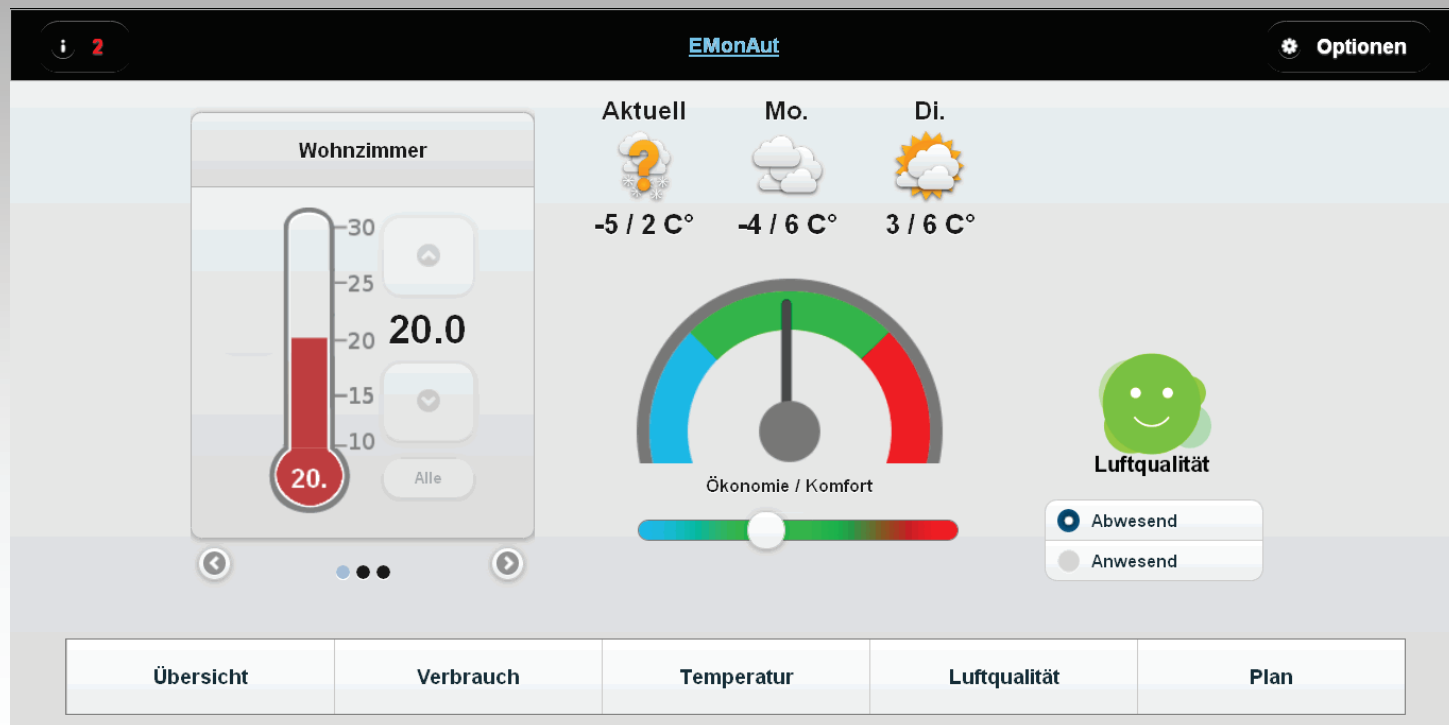 i 2
EMonAut
Optionen
Wohnzimmer
30
25
20
15
10
20.0
20.
Alle
Aktuell Mo. Di.
?
-5 / 2 C° -4 / 6 C° 3 / 6 C°
Ökonomie / Komfort
Luftqualität
Abwesend
Anwesend
Übersicht Verbrauch Temperatur Luftqualität Plan